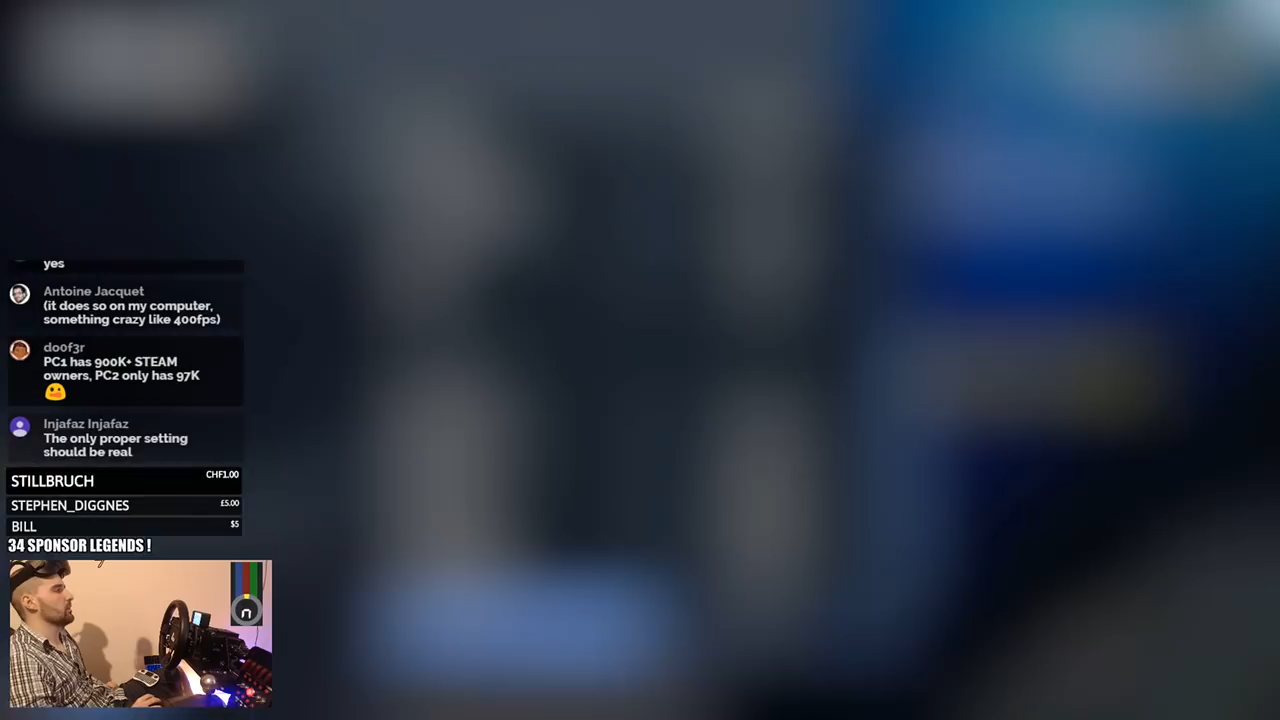 yes
Antoine Jacquet
(it does so on my computer,
something crazy like 400fps)
do0f3r
PC1 has 900K+ STEAM
owners, PC2 only has 97K
Injafaz Injafaz
The only proper setting
should be real
STILLBRUCH CHF1.00
STEPHEN_DIGGNES £5.00
BILL $5
34 SPONSOR LEGENDS !